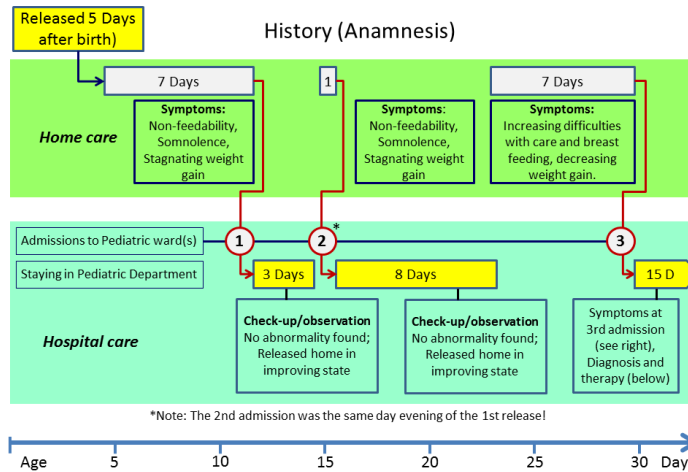 Released 5 Days
after birth)
History (Anamnesis)
7 Days
1
7 Days
Home care
Symptoms:
Non-feedability,
Somnolence,
Stagnating weight
gain
Symptoms:
Non-feedability,
Somnolence,
Stagnating weight
gain
Symptoms:
Increasing difficulties
with care and breast
feeding, decreasing
weight gain.
Admissions to Pediatric ward(s)
1
2
*
3
Staying in Pediatric Department
3 Days
8 Days
15 D
Hospital care
Check-up/observation
No abnormality found;
Released home in
improving state
Check-up/observation
No abnormality found;
Released home in
improving state
Symptoms at
3rd admission
(see right),
Diagnosis and
therapy (below)
*Note: The 2nd admission was the same day evening of the 1st release!
Age 5 10 15 20 25 30 Day